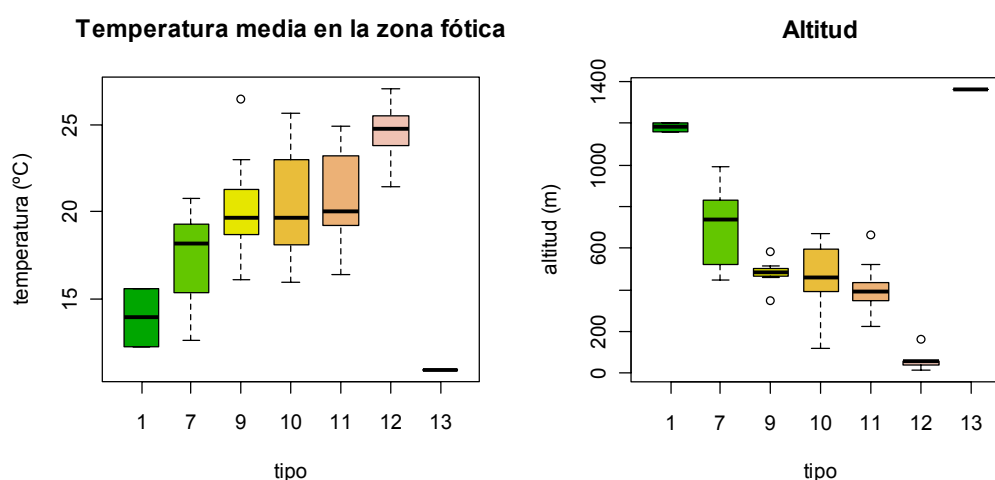 Temperatura media en la zona fótica
temperatura (ºC)
25
20
15
1 7 9 10 11 12 13
tipo
Altitud
altitud (m)
1400
1000
600
200
0
1 7 9 10 11 12 13
tipo